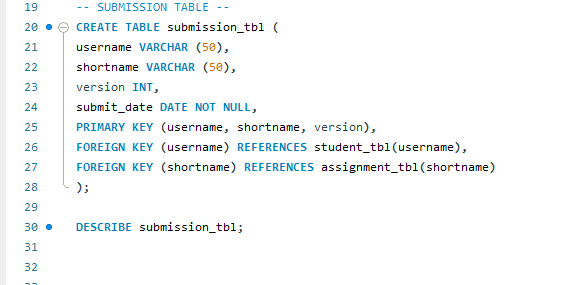 19 -- SUBMISSION TABLE --
20 CREATE TABLE submission_tbl (
21 username VARCHAR (50),
22 shortname VARCHAR (50),
23 version INT,
24 submit_date DATE NOT NULL,
25 PRIMARY KEY (username, shortname, version),
26 FOREIGN KEY (username) REFERENCES student_tbl(username),
27 FOREIGN KEY (shortname) REFERENCES assignment_tbl(shortname)
28 );
29
30 DESCRIBE submission_tbl;
31
32